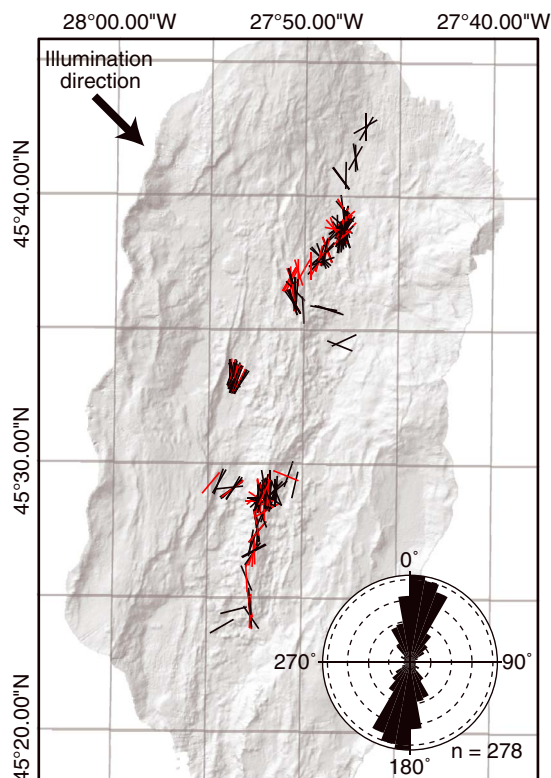 28°00.00"W 27°50.00"W 27°40.00"W
Illumination
direction
45°40.00"N
45°30.00"N
45°20.00"N
0°
270°
90°
180°
n = 278